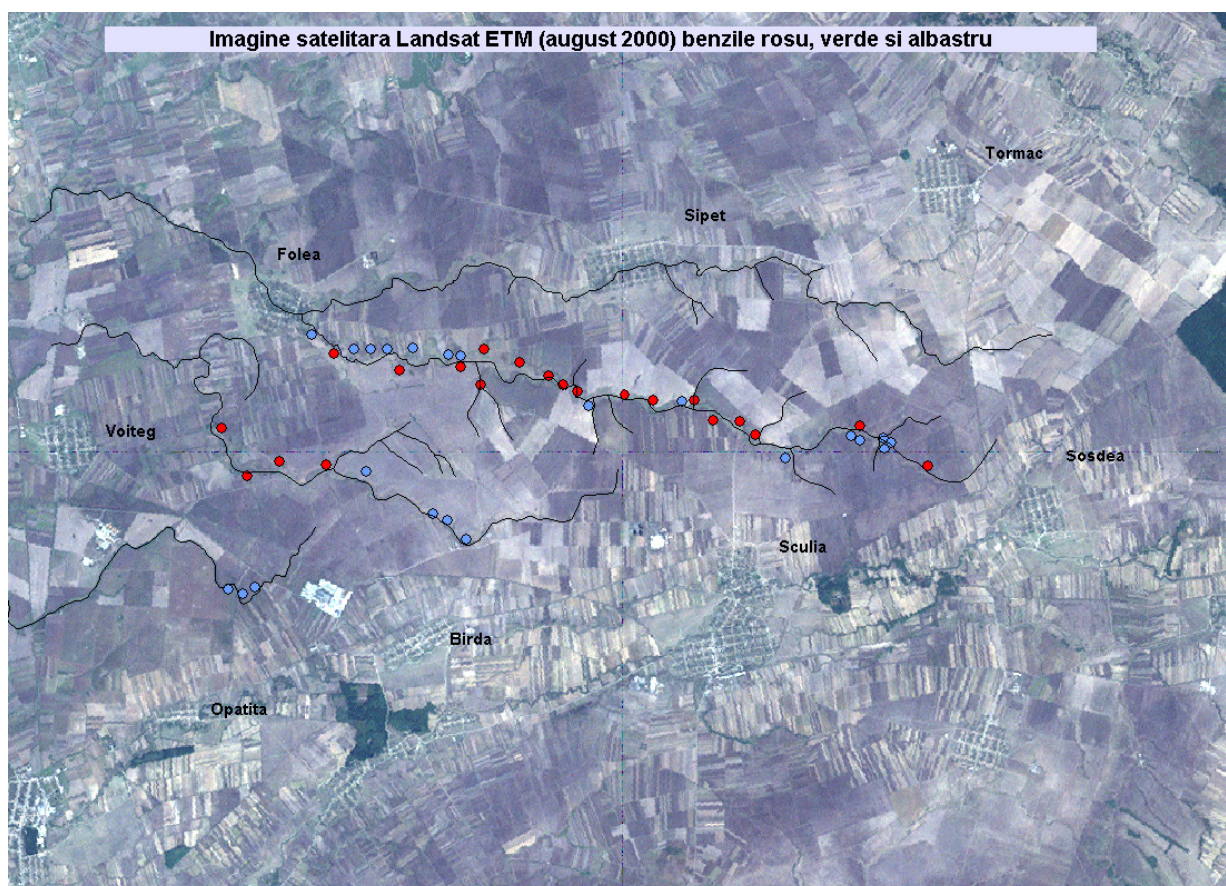 Imagine satelitara Landsat ETM (august 2000) benzile rosu, verde si albastru
Tormac
Sipet
Folea
Voiteg
Sosdea
Sculia
Birda
Opatita